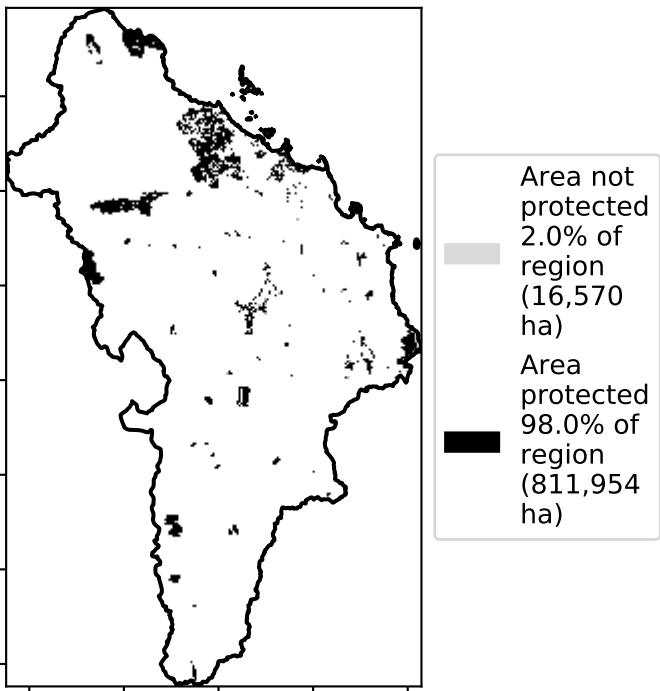 Area not
protected
2.0% of
region
(16,570
ha)
Area
protected
98.0% of
region
(811,954
ha)